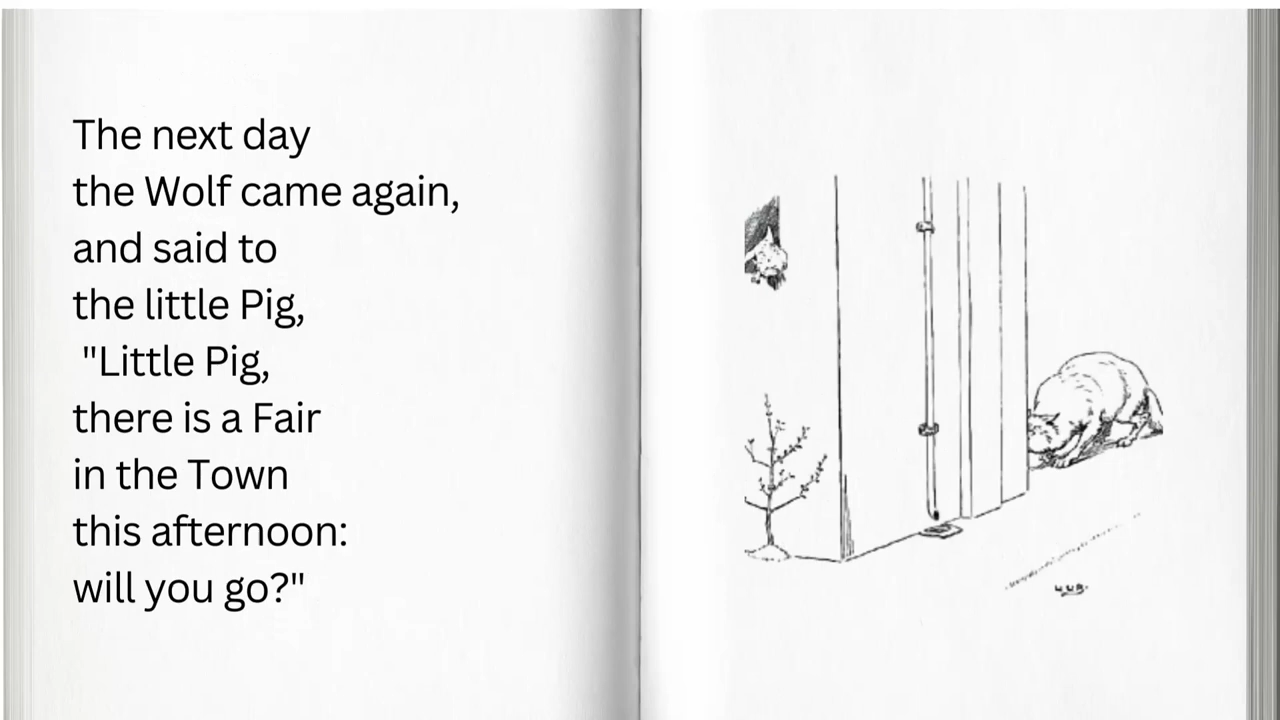 The next day
the Wolf came again,
and said to
the little Pig,
"Little Pig,
there is a Fair
in the Town
this afternoon:
will you go?"